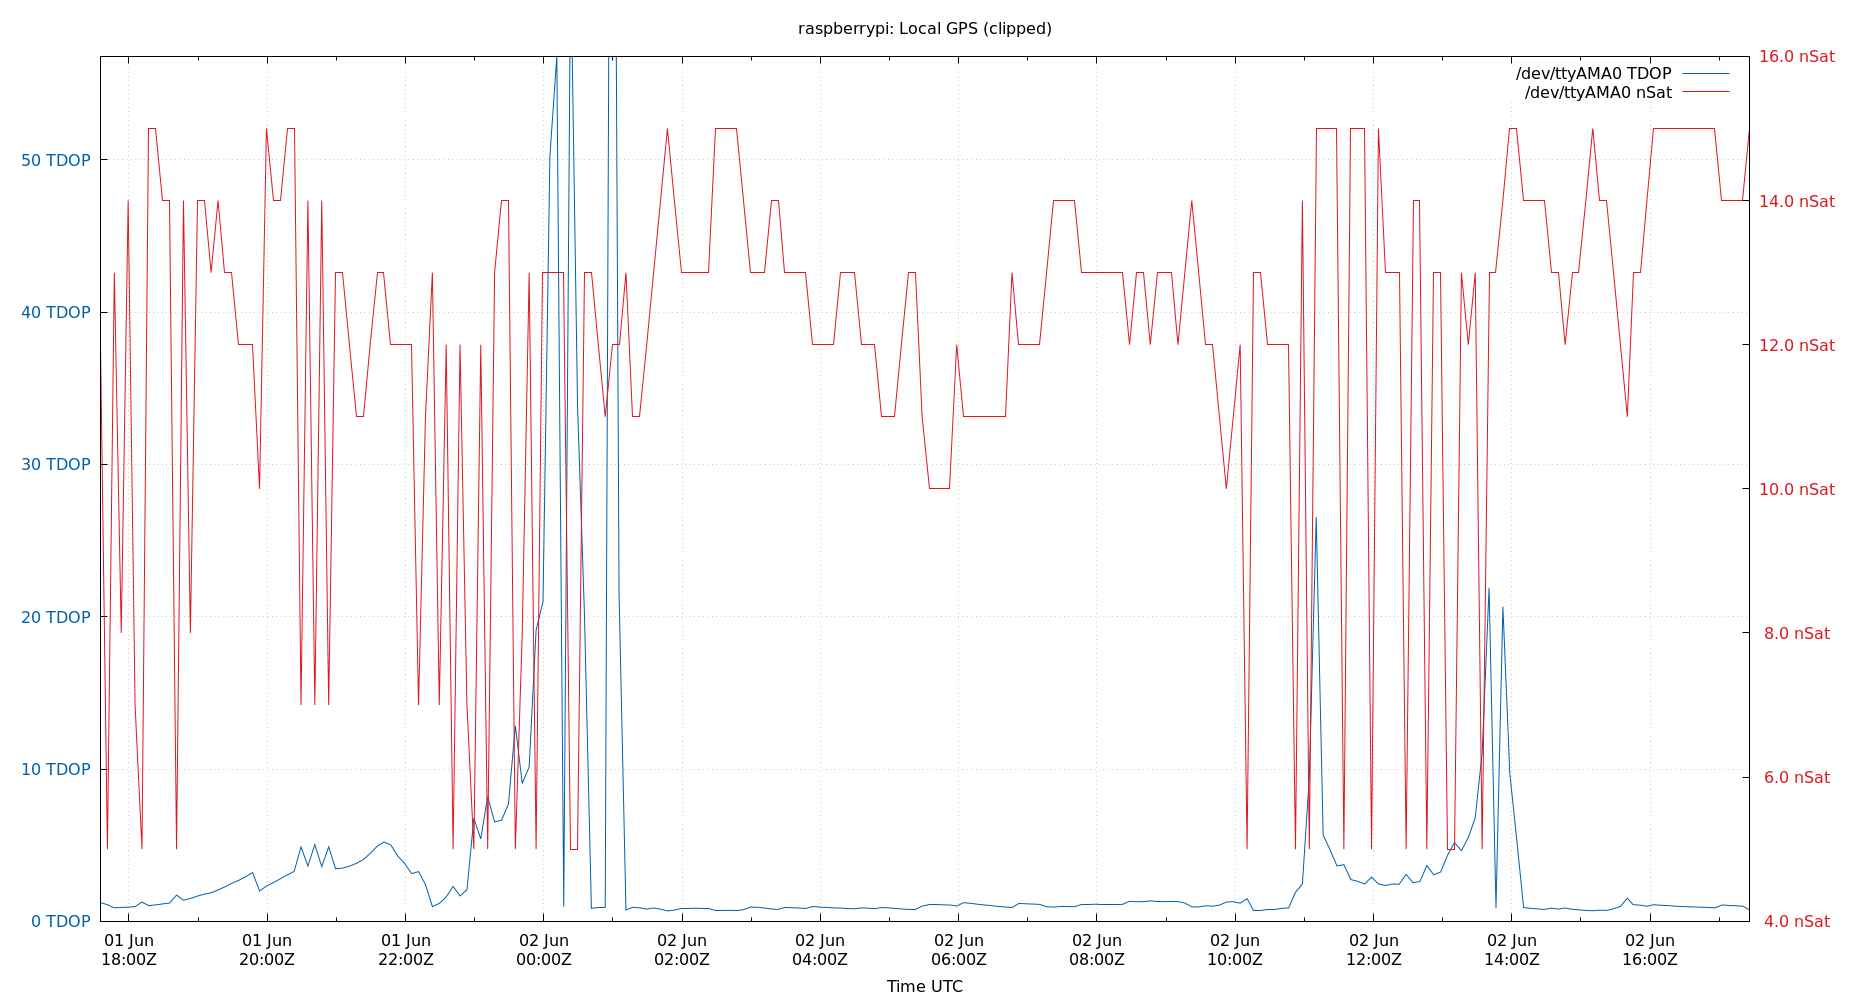 raspberrypi: Local GPS (clipped)
16.0 nSat
/dev/ttyAMA0 TDOP
/dev/ttyAMA0 nSat
50 TDOP
14.0 nSat
40 TDOP
12.0 nSat
30 TDOP
10.0 nSat
20 TDOP
8.0 nSat
10 TDOP
6.0 nSat
0 TDOP
4.0 nSat
01 Jun 01 Jun 01 Jun 02 Jun 02 Jun 02 Jun 02 Jun 02 Jun 02 Jun 02 Jun 02 Jun 02 Jun
18:00Z 20:00Z 22:00Z 00:00Z 02:00Z 04:00Z 06:00Z 08:00Z 10:00Z 12:00Z 14:00Z 16:00Z
Time UTC